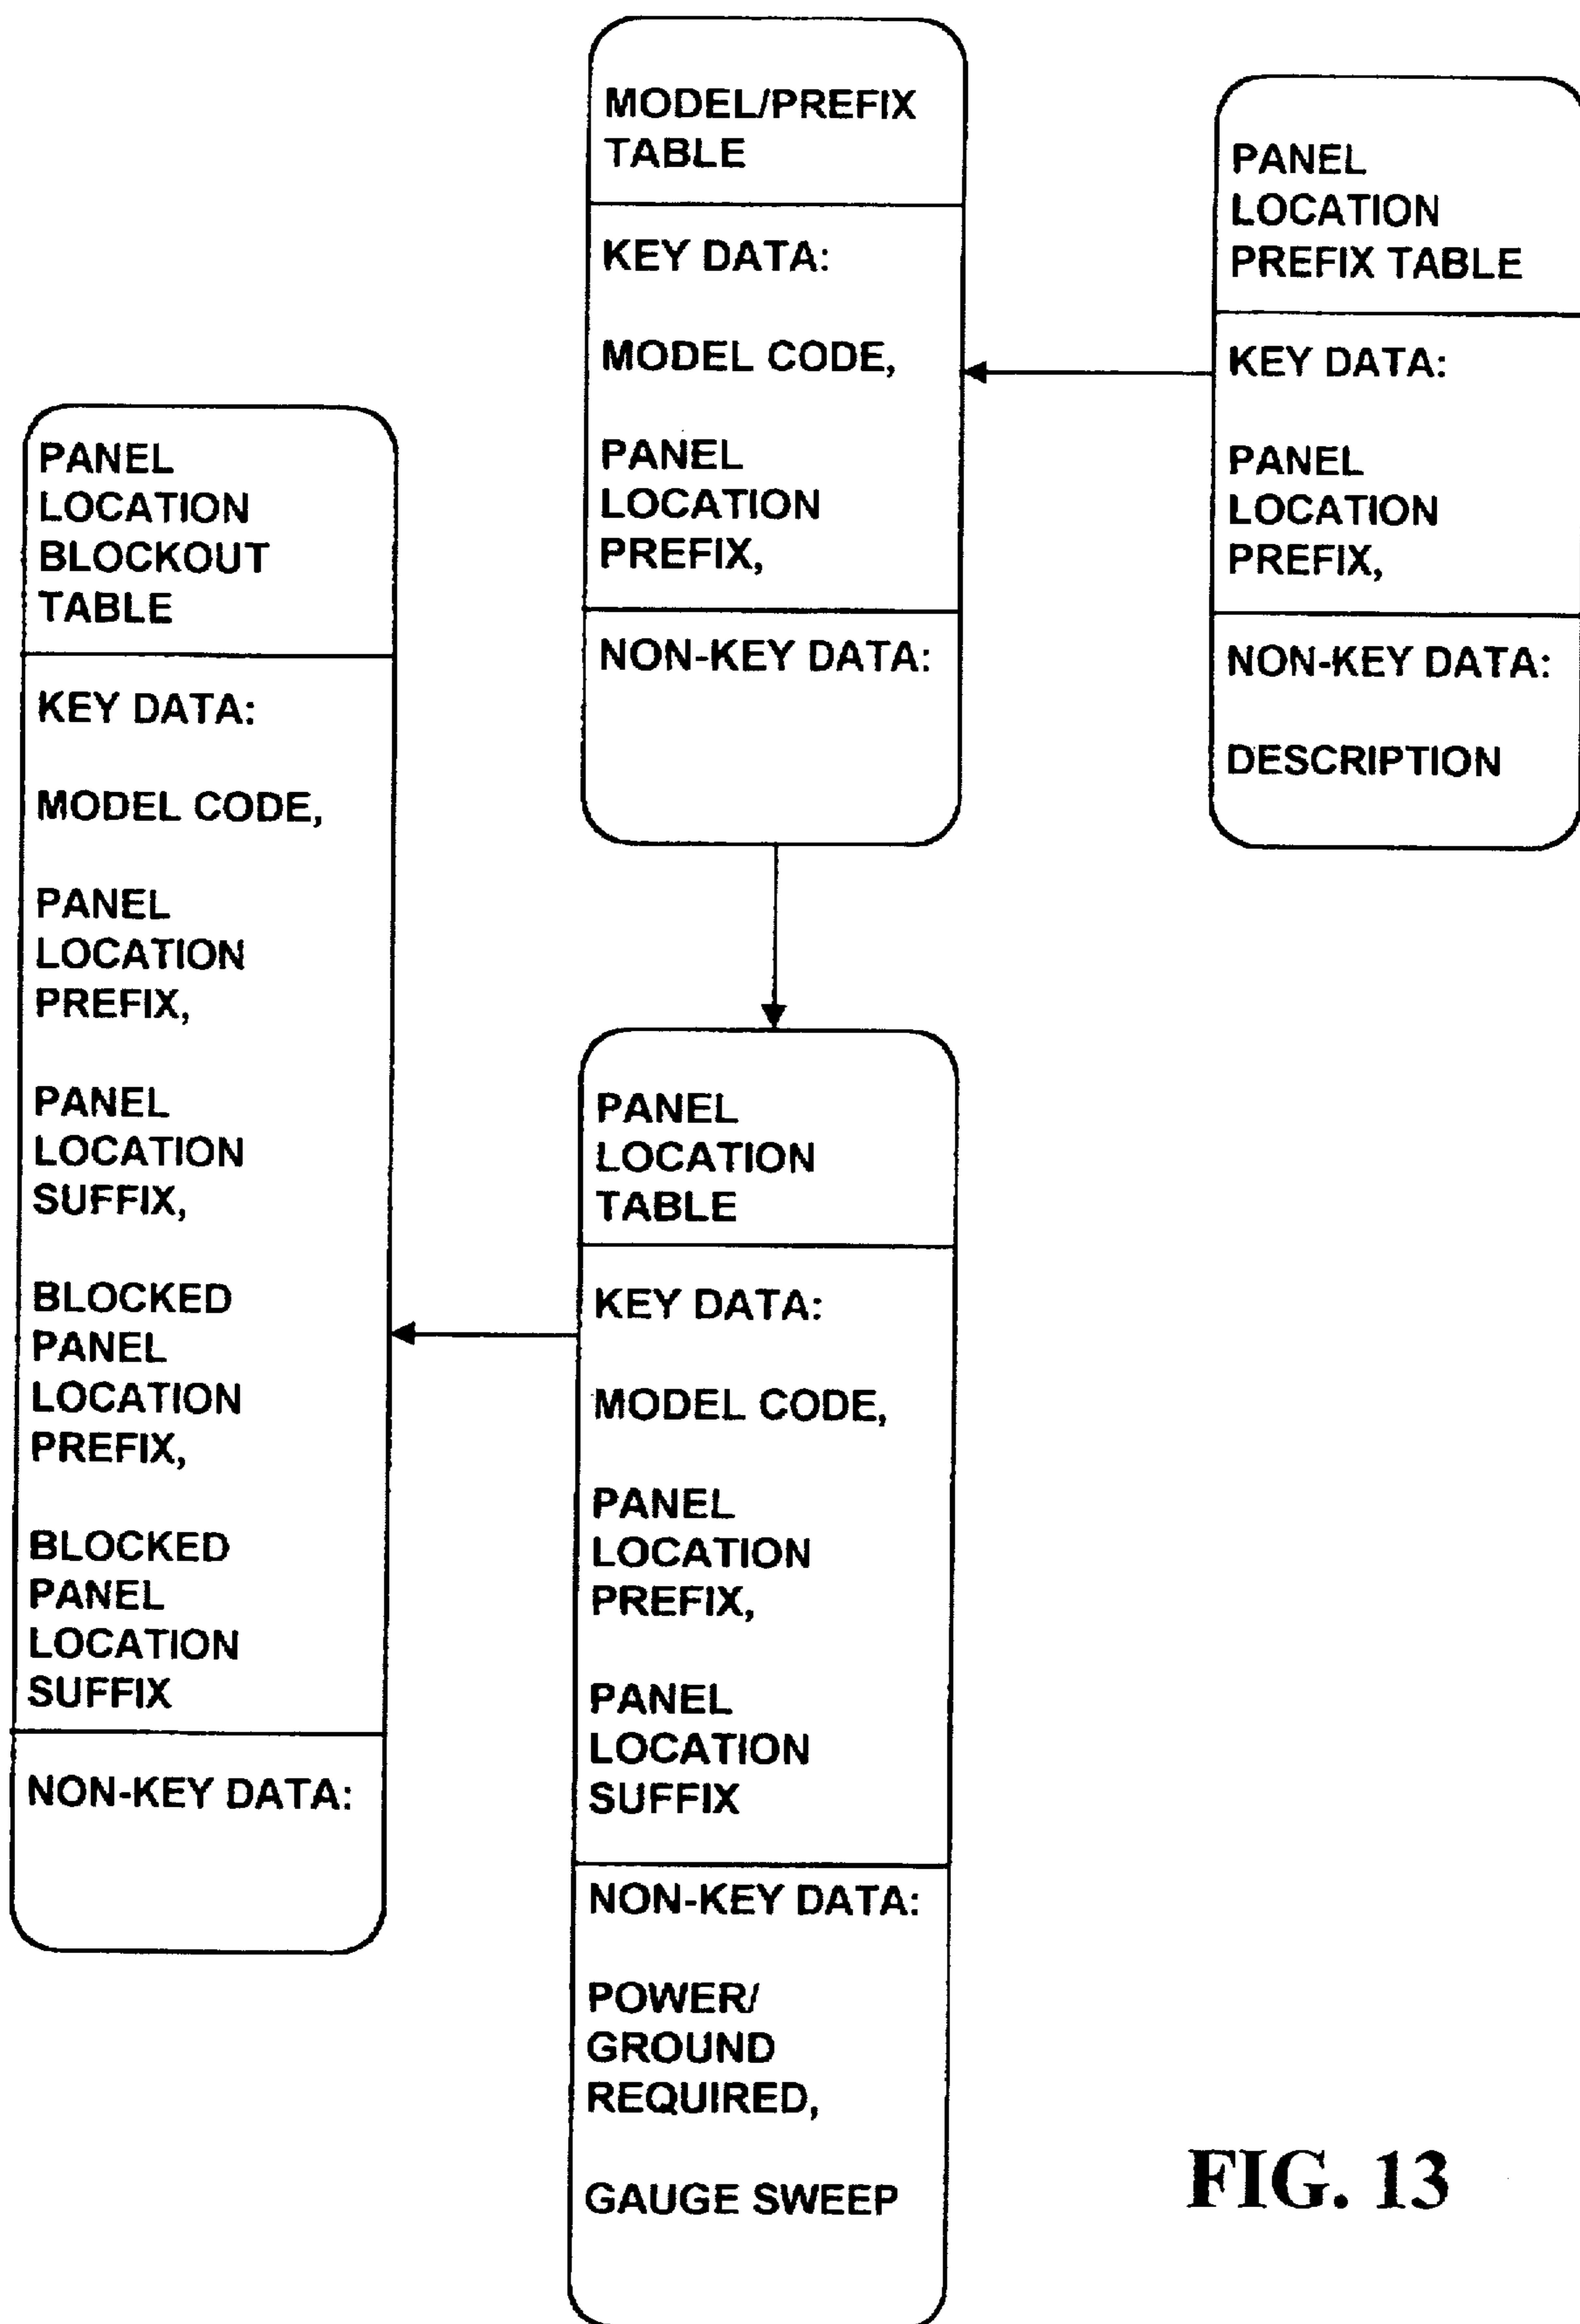 MODEL/PREFIX
TABLE
KEY DATA:
MODEL CODE,
PANEL
LOCATION
PREFIX,
NON-KEY DATA:
PANEL
LOCATION
PREFIX TABLE
KEY DATA:
PANEL
LOCATION
PREFIX,
NON-KEY DATA:
DESCRIPTION
PANEL
LOCATION
BLOCKOUT
TABLE
KEY DATA:
MODEL CODE,
PANEL
LOCATION
PREFIX,
PANEL
LOCATION
SUFFIX,
BLOCKED
PANEL
LOCATION
PREFIX,
BLOCKED
PANEL
LOCATION
SUFFIX
NON-KEY DATA:
PANEL
LOCATION
TABLE
KEY DATA:
MODEL CODE,
PANEL
LOCATION
PREFIX,
PANEL
LOCATION
SUFFIX
NON-KEY DATA:
POWER/
GROUND
REQUIRED,
GAUGE SWEEP
FIG. 13